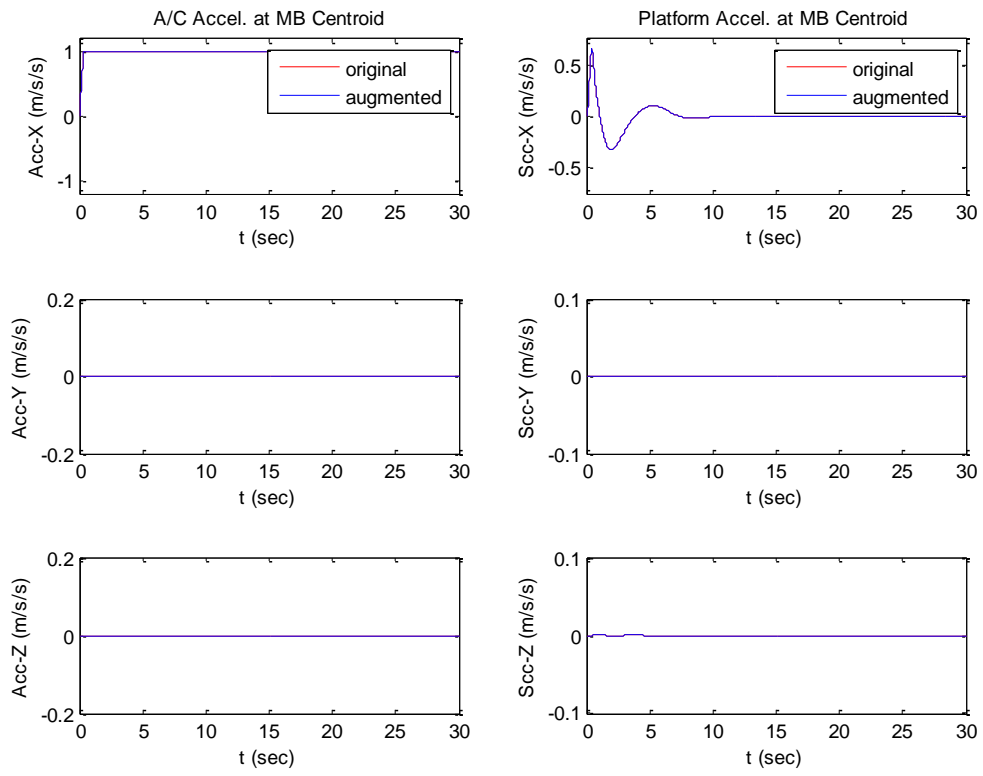 A/C Accel. at MB Centroid
Acc-X (m/s/s)
1
0
-1
original
augmented
0 5 10 15 20 25 30
t (sec)
Platform Accel. at MB Centroid
Scc-X (m/s/s)
0.5
0
-0.5
original
augmented
0 5 10 15 20 25 30
t (sec)
Acc-Y (m/s/s)
0.2
0
-0.2
0 5 10 15 20 25 30
t (sec)
Scc-Y (m/s/s)
0.1
0
-0.1
0 5 10 15 20 25 30
t (sec)
Acc-Z (m/s/s)
0.2
0
-0.2
0 5 10 15 20 25 30
t (sec)
Scc-Z (m/s/s)
0.1
0
-0.1
0 5 10 15 20 25 30
t (sec)